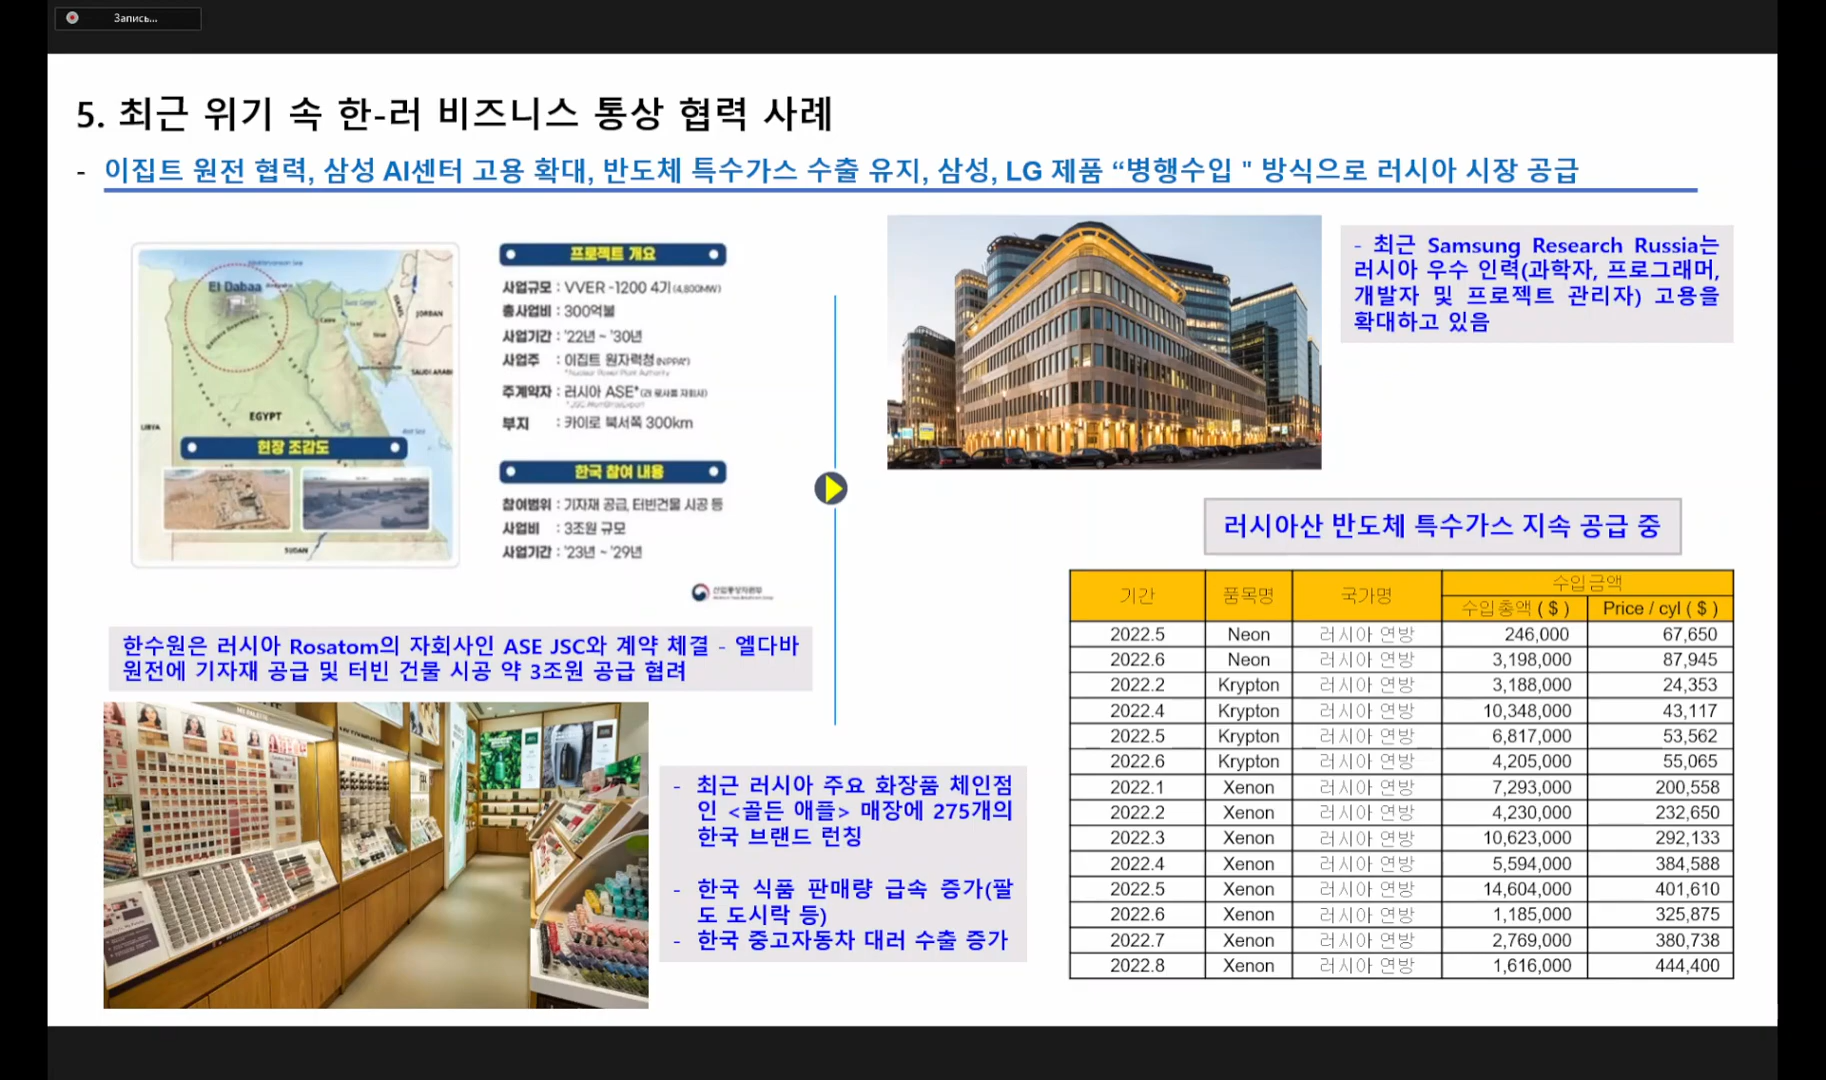 Запись...
5. 최근 위기 속 한-러 비즈니스 통상 협력 사례
- 이집트 원전 협력, 삼성 AI센터 고용 확대, 반도체 특수가스 수출 유지, 삼성, LG 제품 “병행수입 " 방식으로 러시아 시장 공급
El Dabaa
JORDAN
EGYPT
LIBYA
현장 조감도
SUDAN
프로젝트 개요
사업규모 : VVER -1200 4기(4,800MW)
총사업비 : 300억불
사업기간 : '22년 ~ '30년
사업주 : 이집트 원자력청(NPPA*)
*Nuclear Power Plant Authority
주계약자 : 러시아 ASE*(러 로사톰 자회사)
부지 : 카이로 북서쪽 300km
한국 참여 내용
참여범위 : 기자재 공급, 터빈건물 시공 등
사업비 : 3조원 규모
사업기간 : '23년 ~ '29년
산업통상자원부
한수원은 러시아 Rosatom의 자회사인 ASE JSC와 계약 체결 - 엘다바
원전에 기자재 공급 및 터빈 건물 시공 약 3조원 공급 협려
- 최근 러시아 주요 화장품 체인점
인 <골든 애플> 매장에 275개의
한국 브랜드 런칭
- 한국 식품 판매량 급속 증가(팔
도 도시락 등)
- 한국 중고자동차 대러 수출 증가
- 최근 Samsung Research Russia는
러시아 우수 인력(과학자, 프로그래머,
개발자 및 프로젝트 관리자) 고용을
확대하고 있음
러시아산 반도체 특수가스 지속 공급 중
기간 품목명 국가명 수입금액
수입총액 ( $ ) Price / cyl ( $ )
2022.5 Neon 러시아 연방 246,000 67,650
2022.6 Neon 러시아 연방 3,198,000 87,945
2022.2 Krypton 러시아 연방 3,188,000 24,353
2022.4 Krypton 러시아 연방 10,348,000 43,117
2022.5 Krypton 러시아 연방 6,817,000 53,562
2022.6 Krypton 러시아 연방 4,205,000 55,065
2022.1 Xenon 러시아 연방 7,293,000 200,558
2022.2 Xenon 러시아 연방 4,230,000 232,650
2022.3 Xenon 러시아 연방 10,623,000 292,133
2022.4 Xenon 러시아 연방 5,594,000 384,588
2022.5 Xenon 러시아 연방 14,604,000 401,610
2022.6 Xenon 러시아 연방 1,185,000 325,875
2022.7 Xenon 러시아 연방 2,769,000 380,738
2022.8 Xenon 러시아 연방 1,616,000 444,400